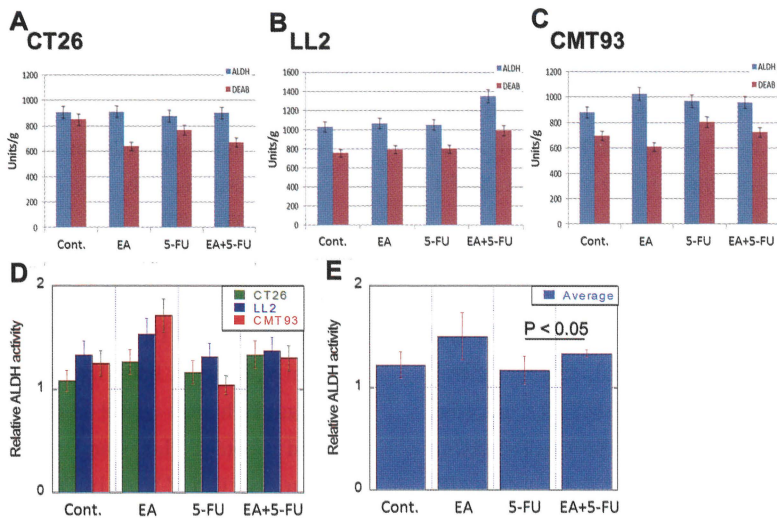 A
CT26
Units/g
1200
1000
800
600
400
200
0
ALDH
DEAB
Cont.
EA
5-FU
EA+5-FU
B
LL2
1600
1400
1200
1000
800
600
400
200
0
ALDH
DEAB
Cont.
EA
5-FU
EA+5-FU
C
CMT93
Units/g
1200
1000
800
600
400
200
0
ALDH
DEAB
Cont.
EA
5-FU
EA+5-FU
D
Relative ALDH activity
2
1
0
CT26
LL2
CMT93
Cont.
EA
5-FU
EA+5-FU
E
Relative ALDH activity
2
1
0
Average
P < 0.05
Cont.
EA
5-FU
EA+5-FU